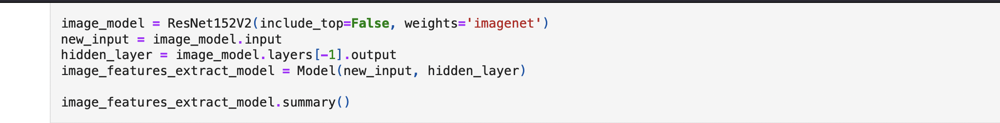 image_model = ResNet152V2(include_top=False, weights='imagenet')
new_input = image_model.input
hidden_layer = image_model.layers[-1].output
image_features_extract_model = Model(new_input, hidden_layer)
image_features_extract_model.summary()